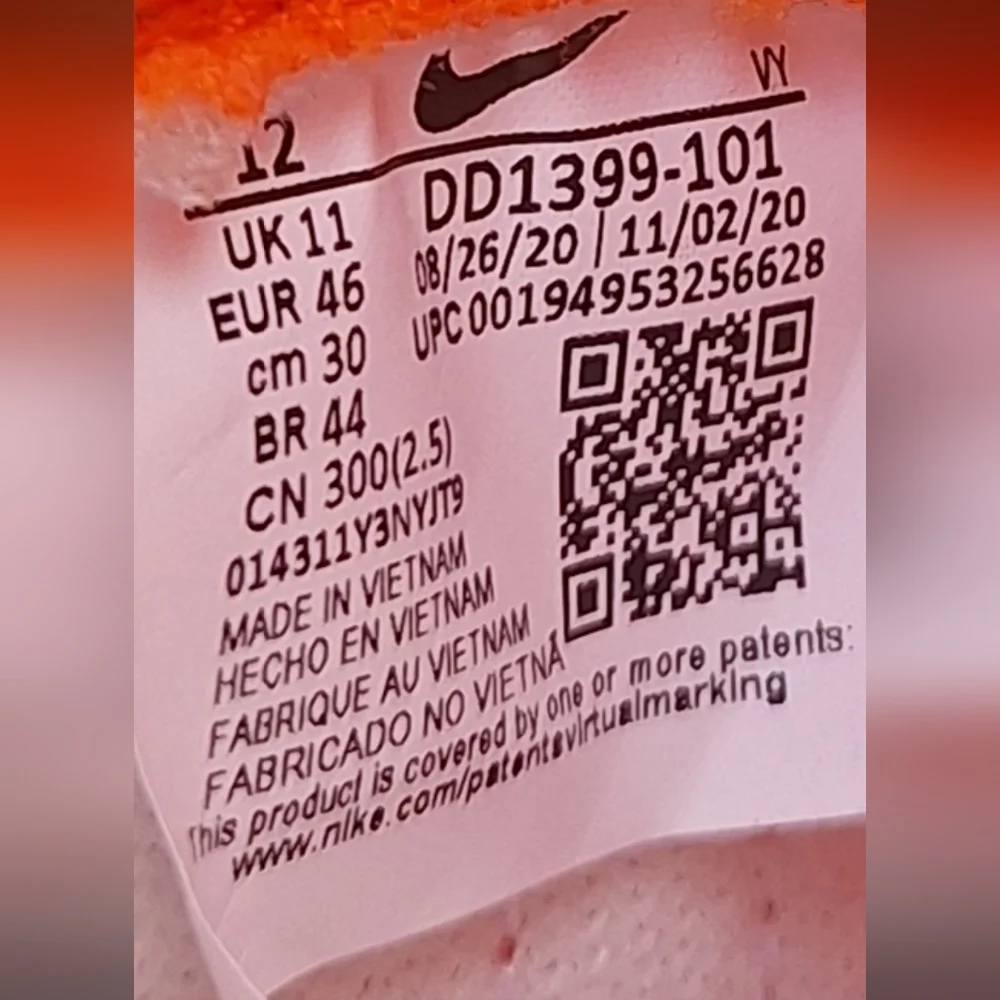 VY
12
DD1399-101
UK 11
08/26/20 | 11/02/20
EUR 46
UPC 00194953256628
cm 30
BR 44
CN 300(2.5)
014311Y3NYJT9
MADE IN VIETNAM
HECHO EN VIETNAM
FABRIQUE AU VIETNAM
FABRICADO NO VIETNÃ
This product is covered by one or more patents:
www.nike.com/patentsvirtualmarking